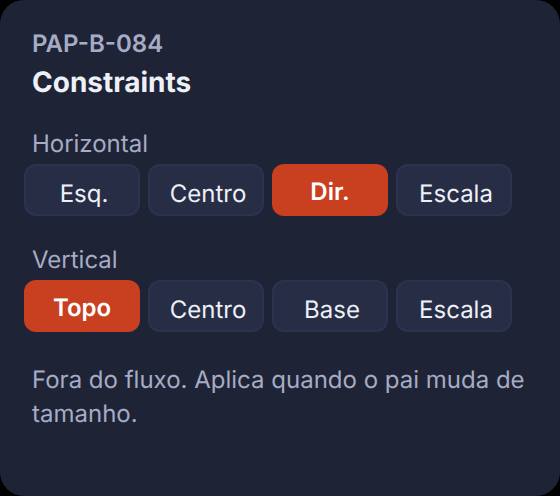 PAP-B-084
Constraints
Horizontal
Esq. Centro Dir. Escala
Vertical
Topo Centro Base Escala
Fora do fluxo. Aplica quando o pai muda de
tamanho.